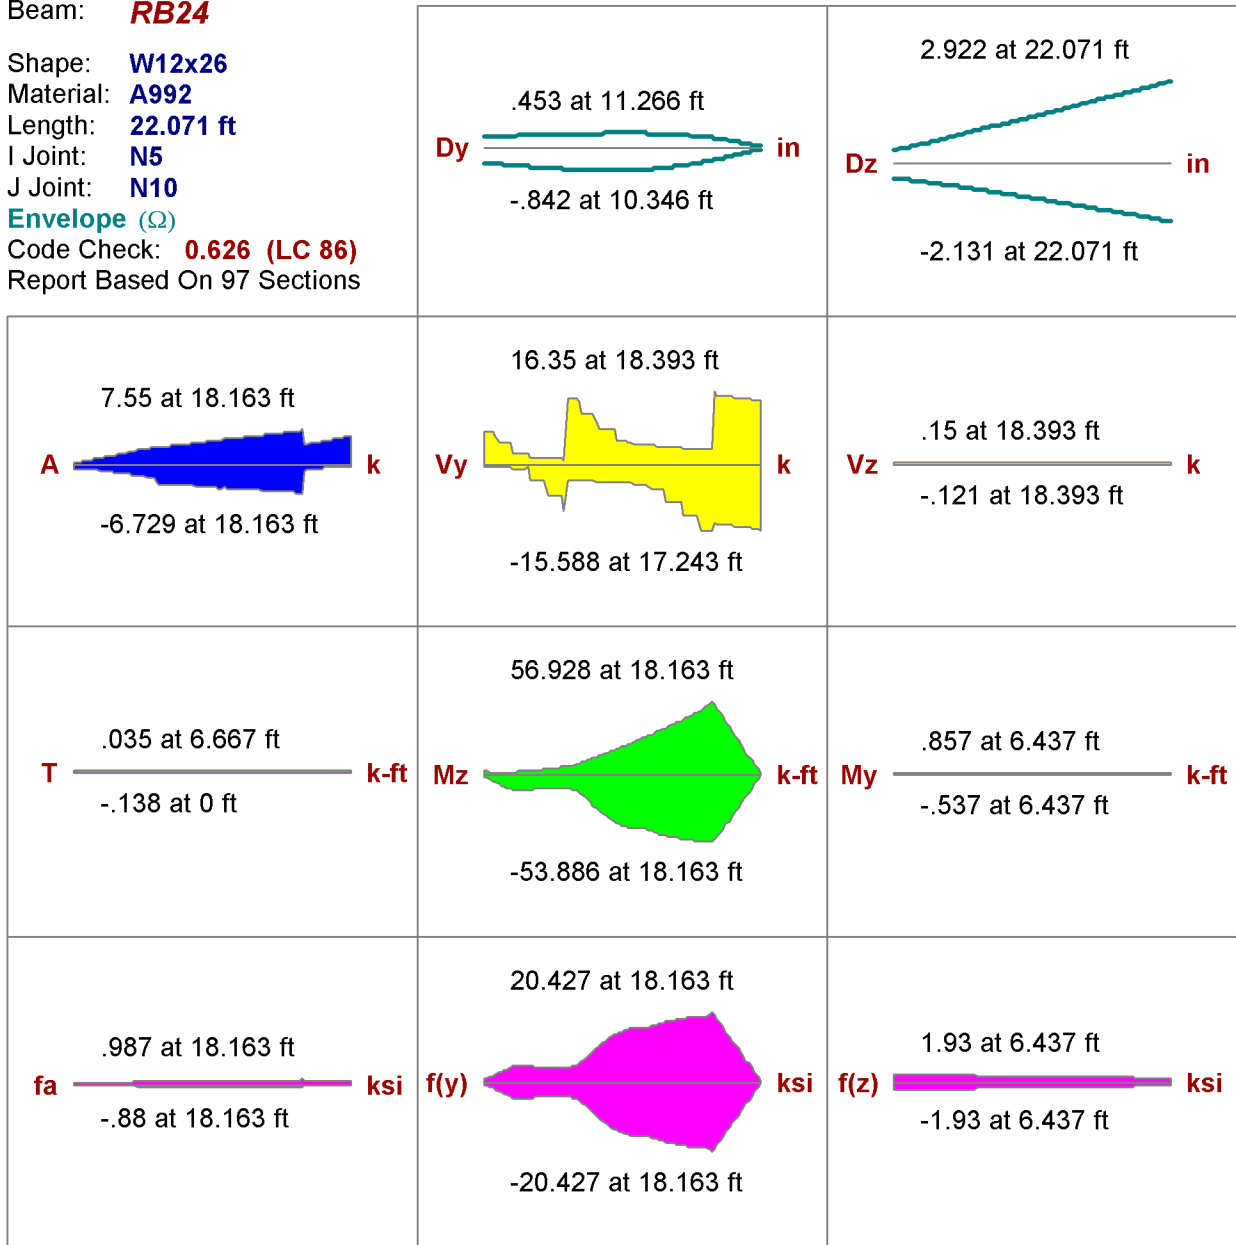 Beam: RB24
Shape: W12x26
Material: A992
Length: 22.071 ft
I Joint: N5
J Joint: N10
Envelope (Ω)
Code Check: 0.626 (LC 86)
Report Based On 97 Sections
.453 at 11.266 ft
Dy in
-.842 at 10.346 ft
2.922 at 22.071 ft
Dz in
-2.131 at 22.071 ft
7.55 at 18.163 ft
A k
-6.729 at 18.163 ft
16.35 at 18.393 ft
Vy k
-15.588 at 17.243 ft
.15 at 18.393 ft
Vz k
-.121 at 18.393 ft
.035 at 6.667 ft
T k-ft
-.138 at 0 ft
56.928 at 18.163 ft
Mz k-ft
-53.886 at 18.163 ft
.857 at 6.437 ft
My k-ft
-.537 at 6.437 ft
.987 at 18.163 ft
fa ksi
-.88 at 18.163 ft
20.427 at 18.163 ft
f(y) ksi
-20.427 at 18.163 ft
1.93 at 6.437 ft
f(z) ksi
-1.93 at 6.437 ft